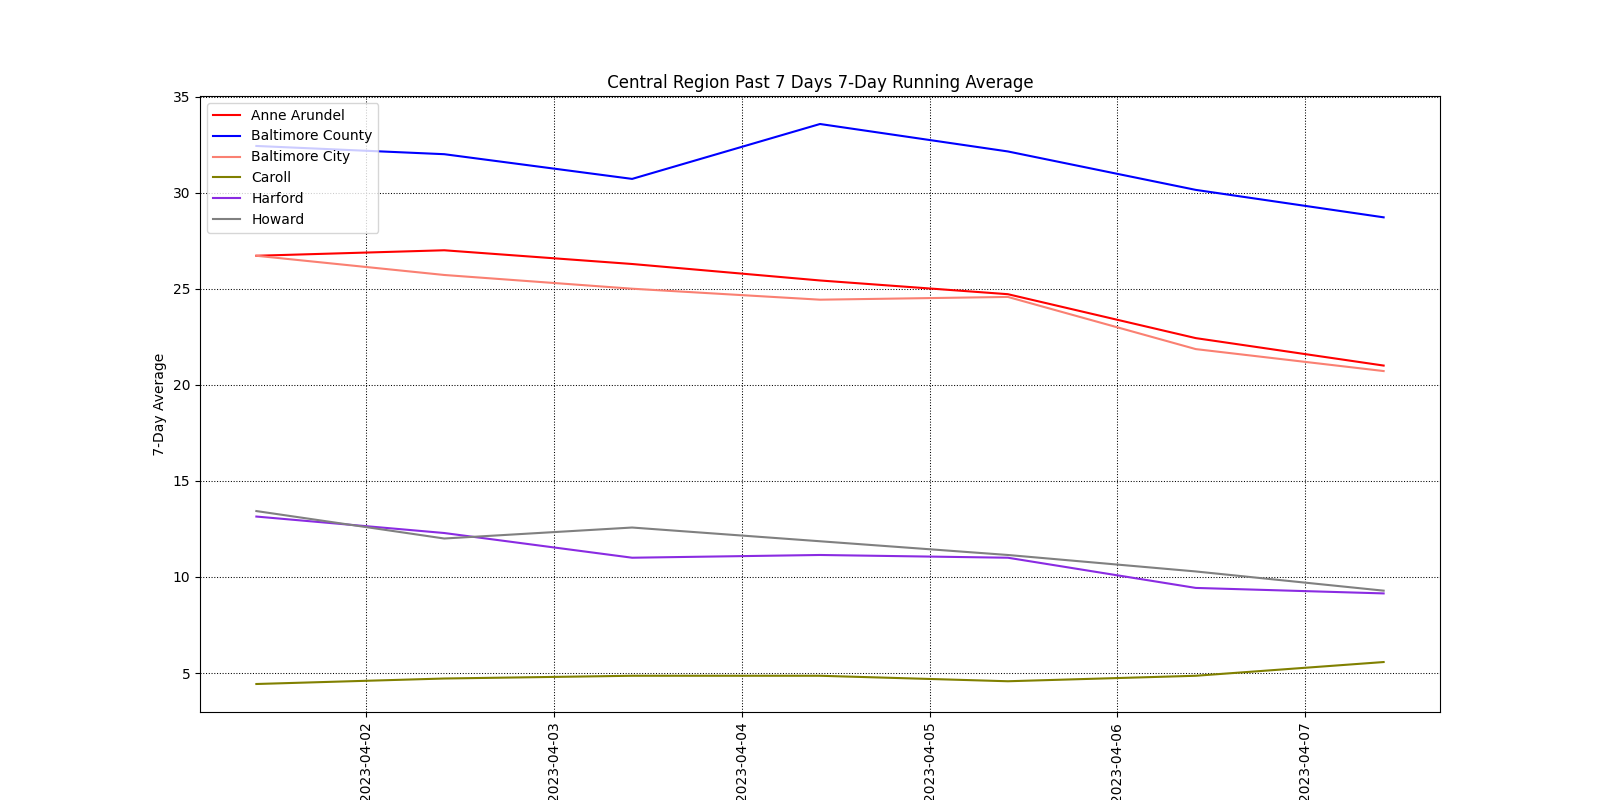 Central Region Past 7 Days 7-Day Running Average
Anne Arundel
Baltimore County
Baltimore City
Caroll
Harford
Howard
7-Day Average
35
30
25
20
15
10
5
2023-04-02
2023-04-03
2023-04-04
2023-04-05
2023-04-06
2023-04-07